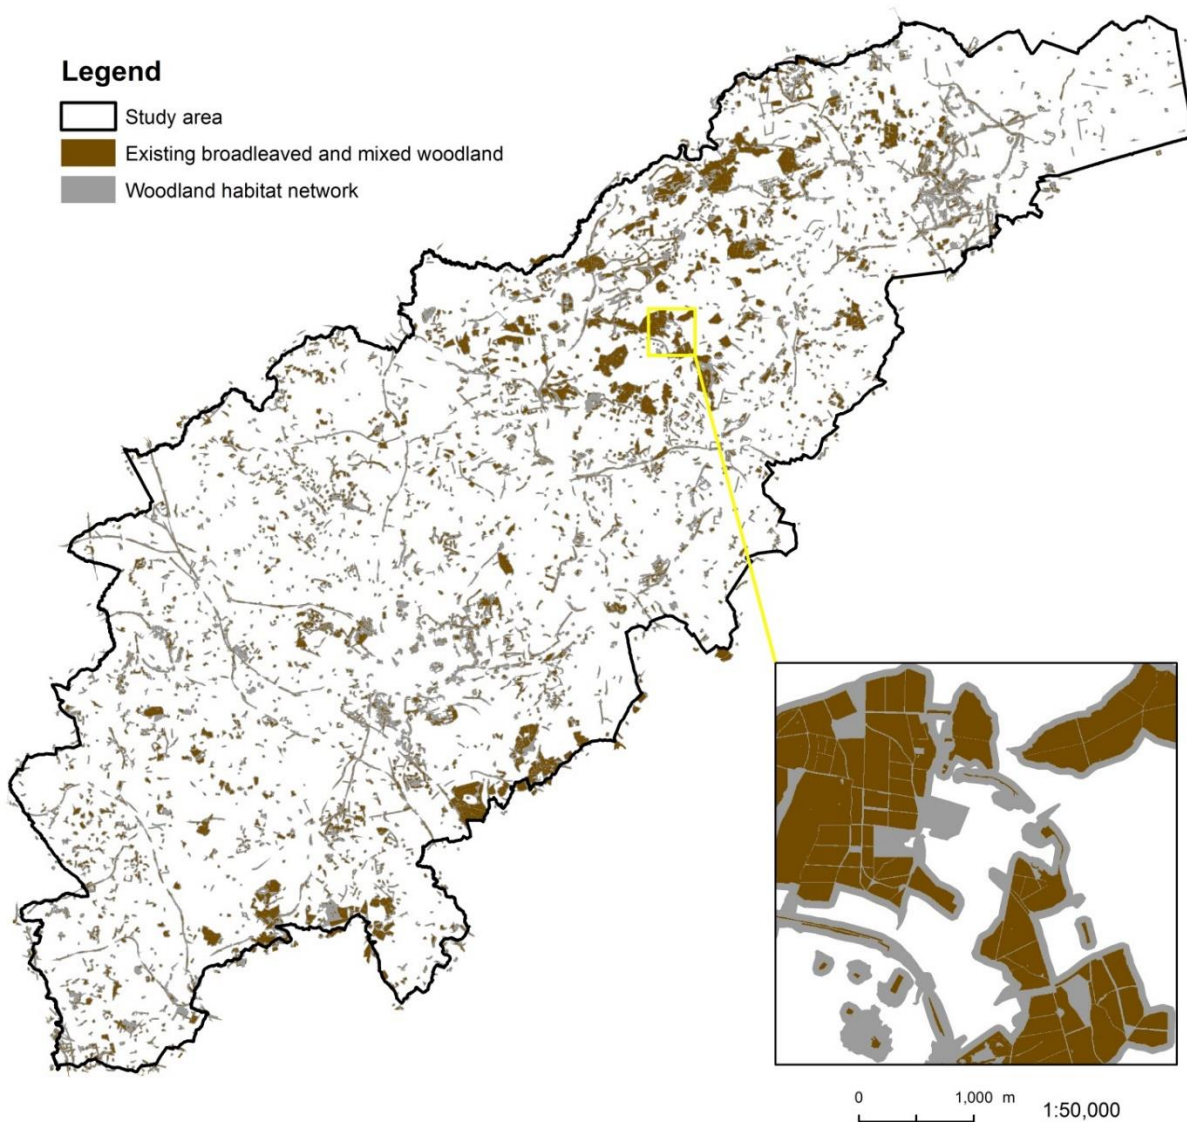 Legend
Study area
Existing broadleaved and mixed woodland
Woodland habitat network
0 1,000 m
1:50,000